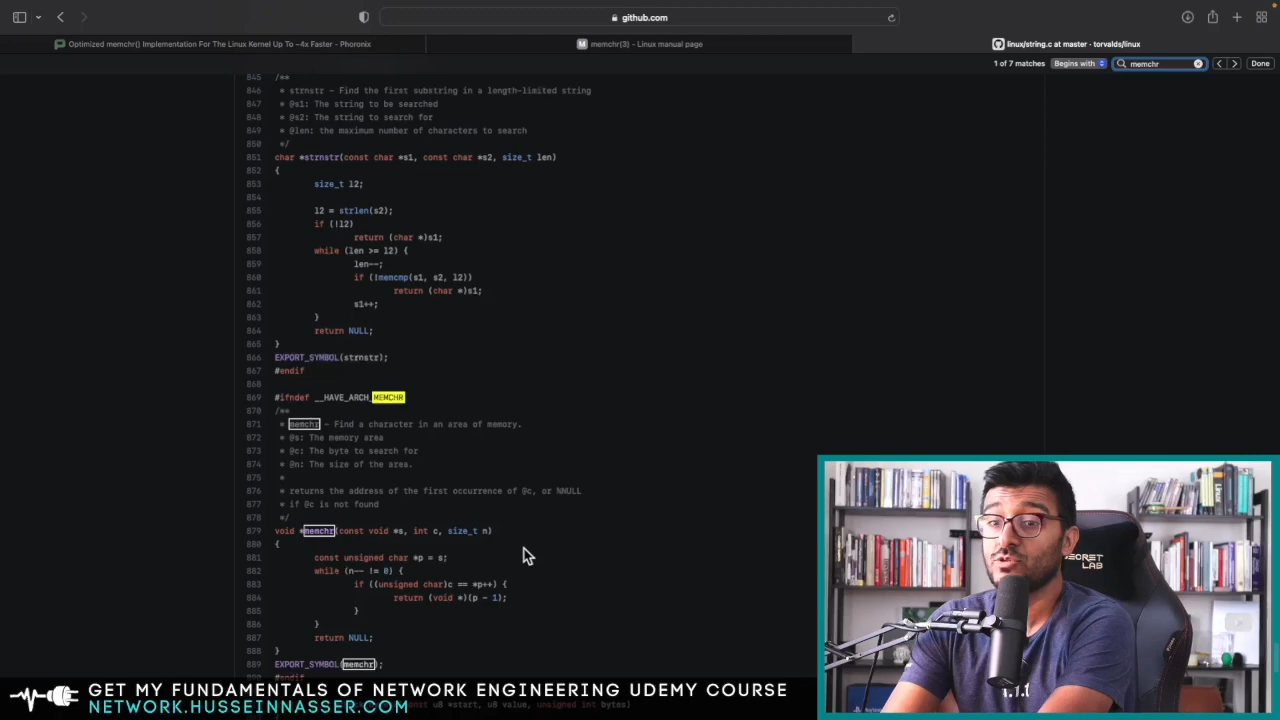 github.com
Optimized memchr() Implementation For The Linux Kernel Up To ~4x Faster - Phoronix
M memchr(3) - Linux manual page
linux/string.c at master · torvalds/linux
1 of 7 matches Begins with memchr Done
845 /**
846 * strnstr - Find the first substring in a length-limited string
847 * @s1: The string to be searched
848 * @s2: The string to search for
849 * @len: the maximum number of characters to search
850 */
851 char *strnstr(const char *s1, const char *s2, size_t len)
852 {
853 size_t l2;
854
855 l2 = strlen(s2);
856 if (!l2)
857 return (char *)s1;
858 while (len >= l2) {
859 len--;
860 if (!memcmp(s1, s2, l2))
861 return (char *)s1;
862 s1++;
863 }
864 return NULL;
865 }
866 EXPORT_SYMBOL(strnstr);
867 #endif
868
869 #ifndef __HAVE_ARCH_MEMCHR
870 /**
871 * memchr - Find a character in an area of memory.
872 * @s: The memory area
873 * @c: The byte to search for
874 * @n: The size of the area.
875 *
876 * returns the address of the first occurrence of @c, or %NULL
877 * if @c is not found
878 */
879 void *memchr(const void *s, int c, size_t n)
880 {
881 const unsigned char *p = s;
882 while (n-- != 0) {
883 if ((unsigned char)c == *p++) {
884 return (void *)(p - 1);
885 }
886 }
887 return NULL;
888 }
889 EXPORT_SYMBOL(memchr);
#endif
const u8 *start, u8 value, unsigned int bytes)
SECRET
LAB
GET MY FUNDAMENTALS OF NETWORK ENGINEERING UDEMY COURSE
NETWORK.HUSSEINNASSER.COM